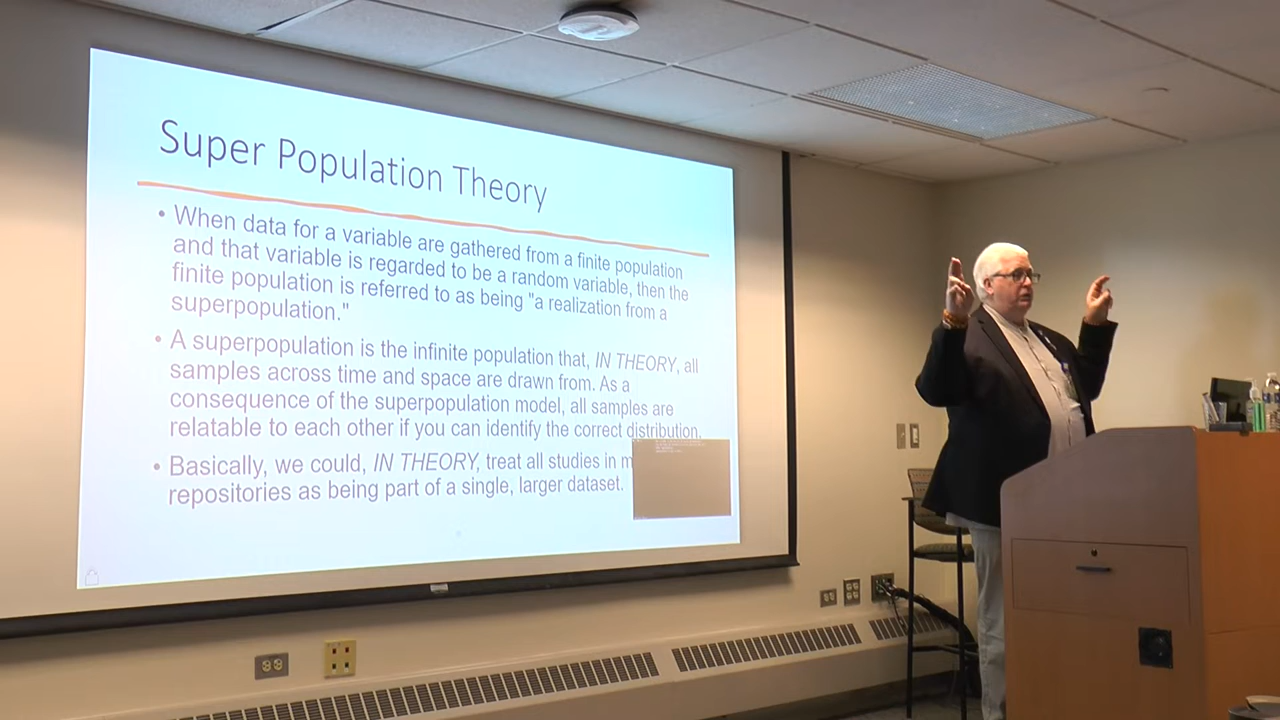 Super Population Theory
• When data for a variable are gathered from a finite population
and that variable is regarded to be a random variable, then the
finite population is referred to as being "a realization from a
superpopulation."
• A superpopulation is the infinite population that, IN THEORY, all
samples across time and space are drawn from. As a
consequence of the superpopulation model, all samples are
relatable to each other if you can identify the correct distribution.
• Basically, we could, IN THEORY, treat all studies in
repositories as being part of a single, larger dataset.